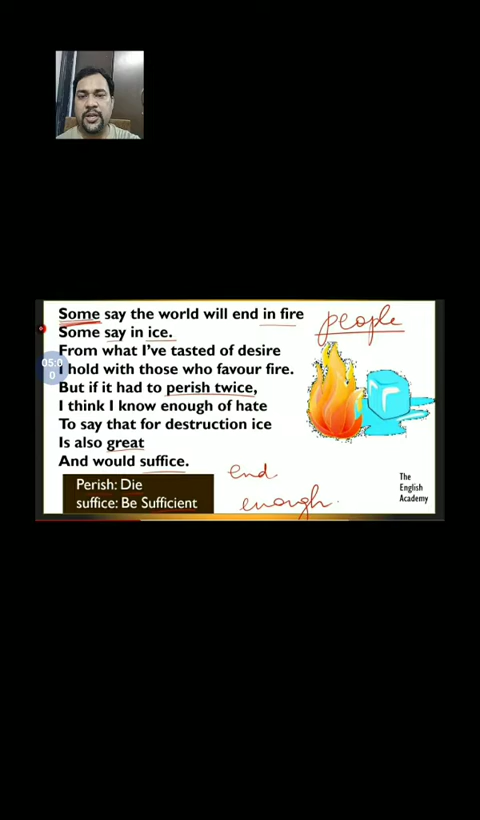 Some say the world will end in fire
people
Some say in ice.
From what I've tasted of desire
05:0
0
hold with those who favour fire.
But if it had to perish twice,
I think I know enough of hate
To say that for destruction ice
Is also great
And would suffice.
end
Perish: Die
suffice: Be Sufficient
enough.
The
English
Academy